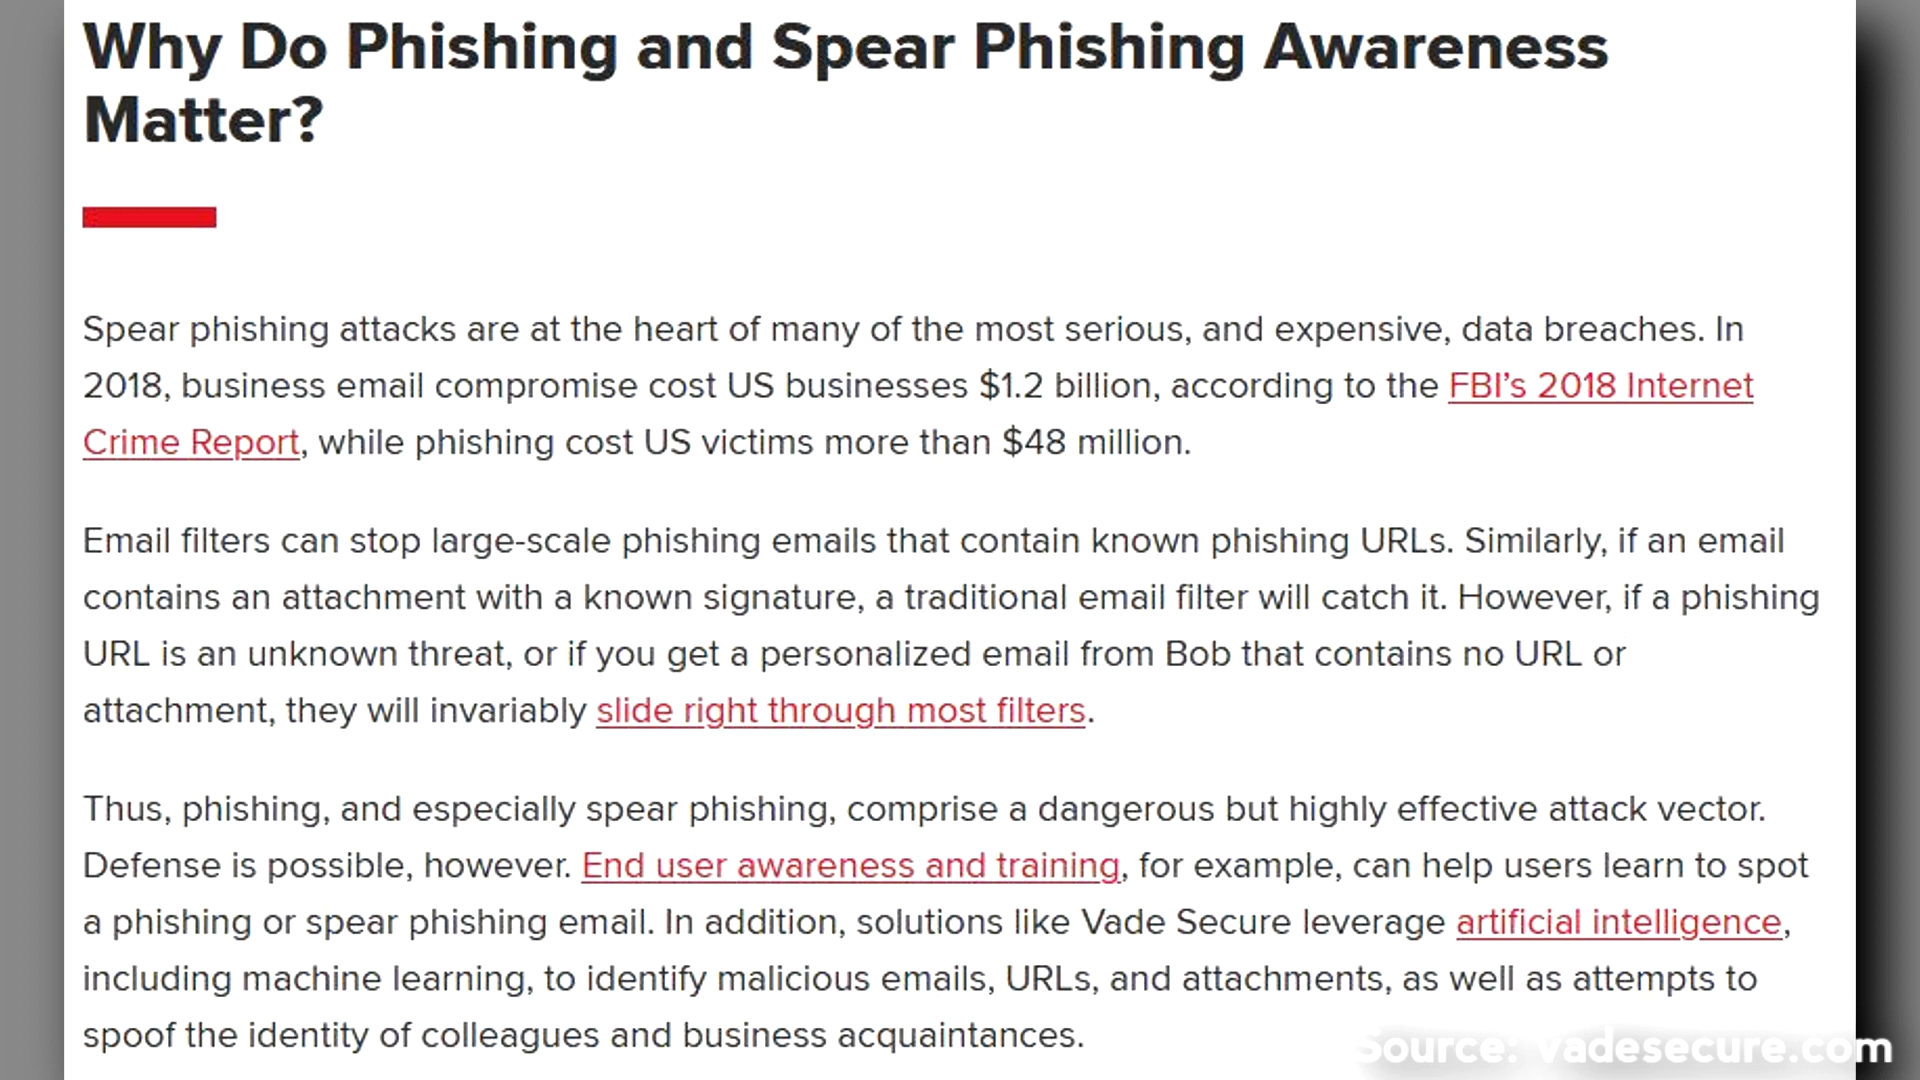 Why Do Phishing and Spear Phishing Awareness
Matter?
Spear phishing attacks are at the heart of many of the most serious, and expensive, data breaches. In
2018, business email compromise cost US businesses $1.2 billion, according to the FBI’s 2018 Internet
Crime Report, while phishing cost US victims more than $48 million.
Email filters can stop large-scale phishing emails that contain known phishing URLs. Similarly, if an email
contains an attachment with a known signature, a traditional email filter will catch it. However, if a phishing
URL is an unknown threat, or if you get a personalized email from Bob that contains no URL or
attachment, they will invariably slide right through most filters.
Thus, phishing, and especially spear phishing, comprise a dangerous but highly effective attack vector.
Defense is possible, however. End user awareness and training, for example, can help users learn to spot
a phishing or spear phishing email. In addition, solutions like Vade Secure leverage artificial intelligence,
including machine learning, to identify malicious emails, URLs, and attachments, as well as attempts to
spoof the identity of colleagues and business acquaintances.
Source: vadesecure.com